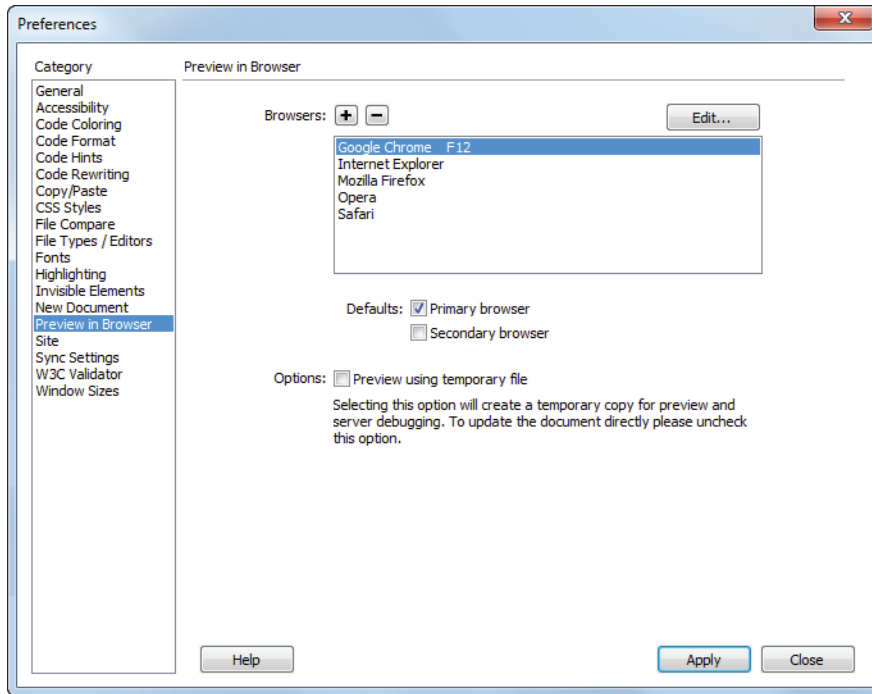 Preferences
Category
General
Accessibility
Code Coloring
Code Format
Code Hints
Code Rewriting
Copy/Paste
CSS Styles
File Compare
File Types / Editors
Fonts
Highlighting
Invisible Elements
New Document
Preview in Browser
Site
Sync Settings
W3C Validator
Window Sizes
Preview in Browser
Browsers:
Edit...
Google Chrome F12
Internet Explorer
Mozilla Firefox
Opera
Safari
Defaults: Primary browser
Secondary browser
Options: Preview using temporary file
Selecting this option will create a temporary copy for preview and
server debugging. To update the document directly please uncheck
this option.
Help
Apply
Close